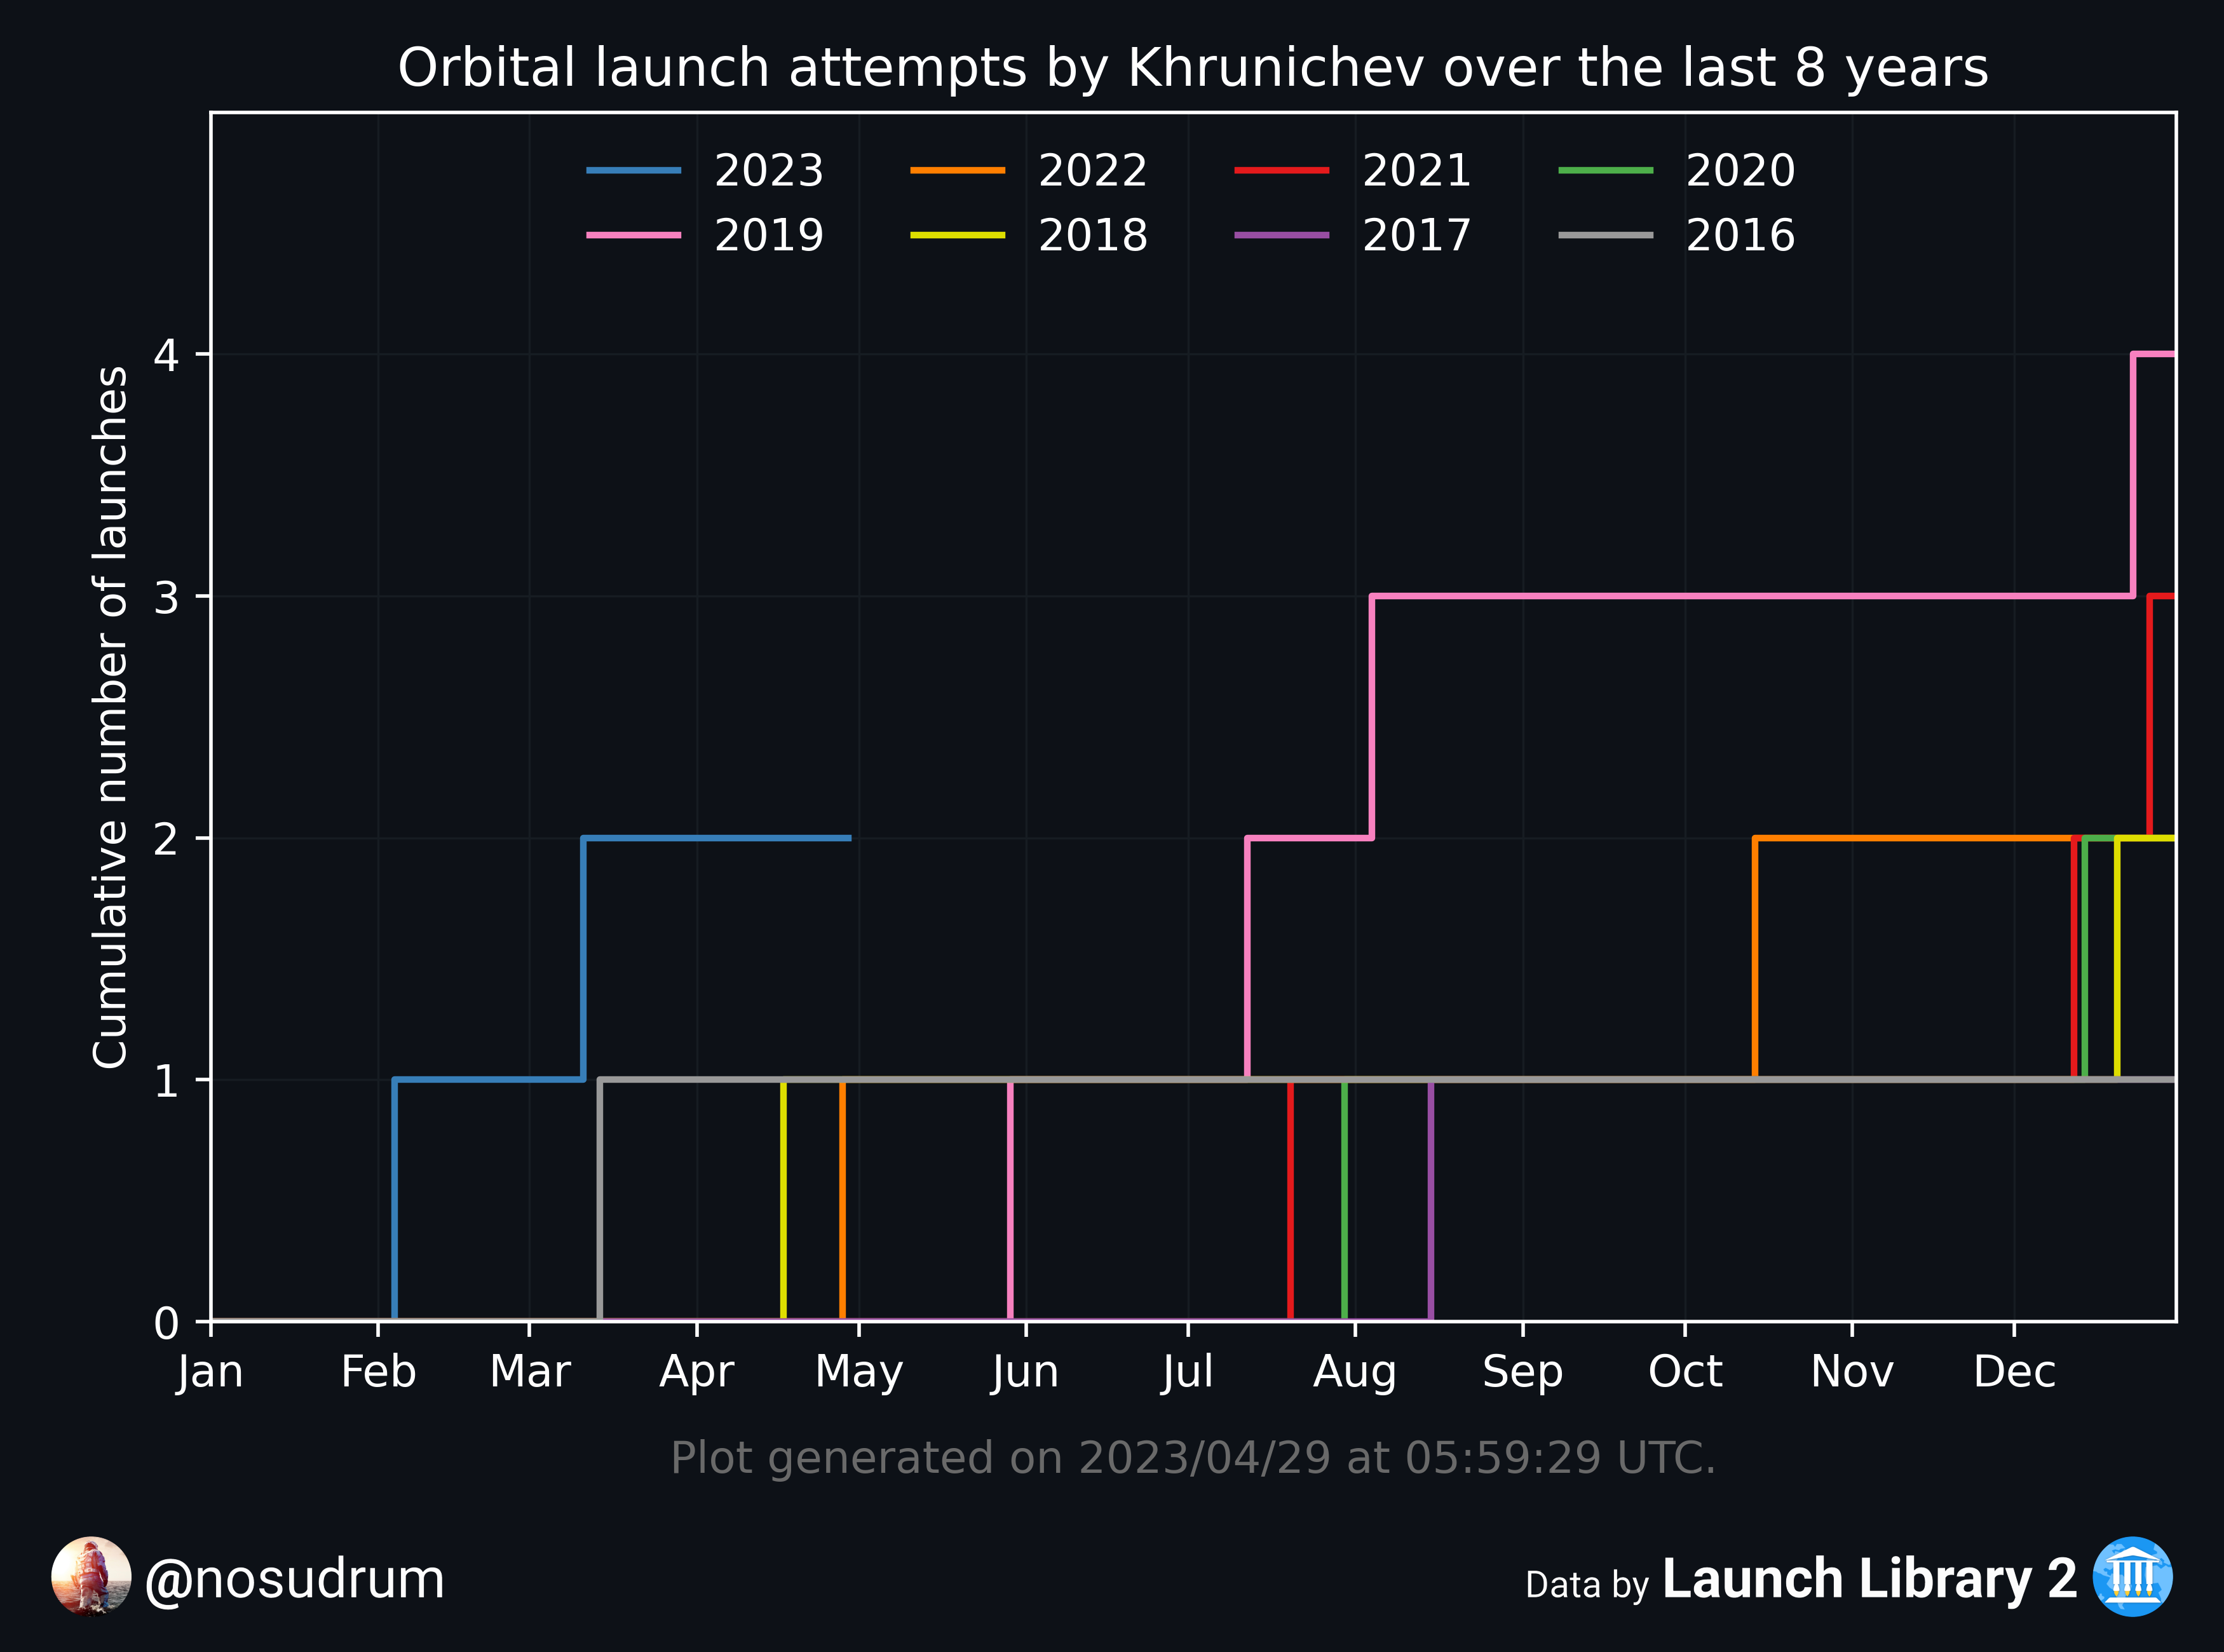 Orbital launch attempts by Khrunichev over the last 8 years
2023 2022 2021 2020
2019 2018 2017 2016
Cumulative number of launches
4
3
2
1
0
Jan Feb Mar Apr May Jun Jul Aug Sep Oct Nov Dec
Plot generated on 2023/04/29 at 05:59:29 UTC.
@nosudrum
Data by Launch Library 2